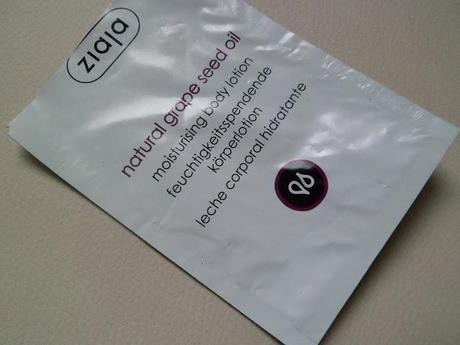 ziaja
natural grape seed oil
moisturising body lotion
feuchtigkeitsspendende
körperlotion
leche corporal hidratante